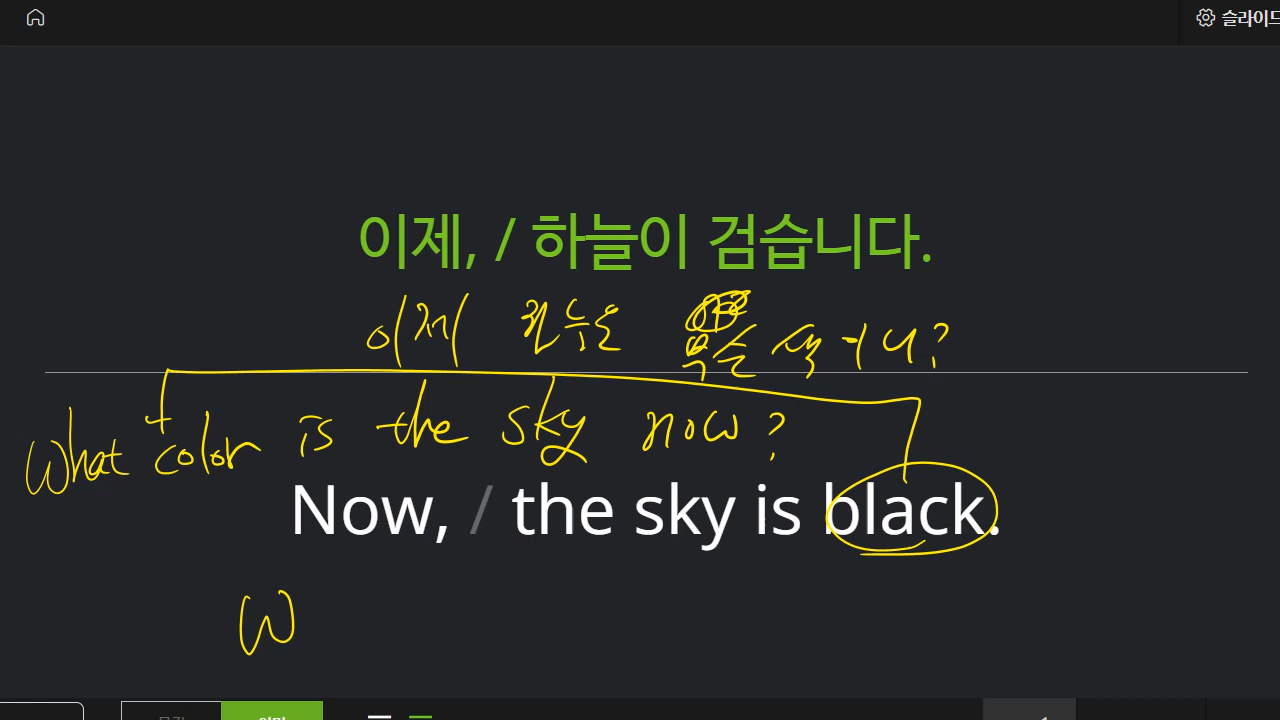 슬라이드
이제, / 하늘이 검습니다.
이제 하늘은 무슨 색이니?
What color is the sky now?
Now, / the sky is black.
W